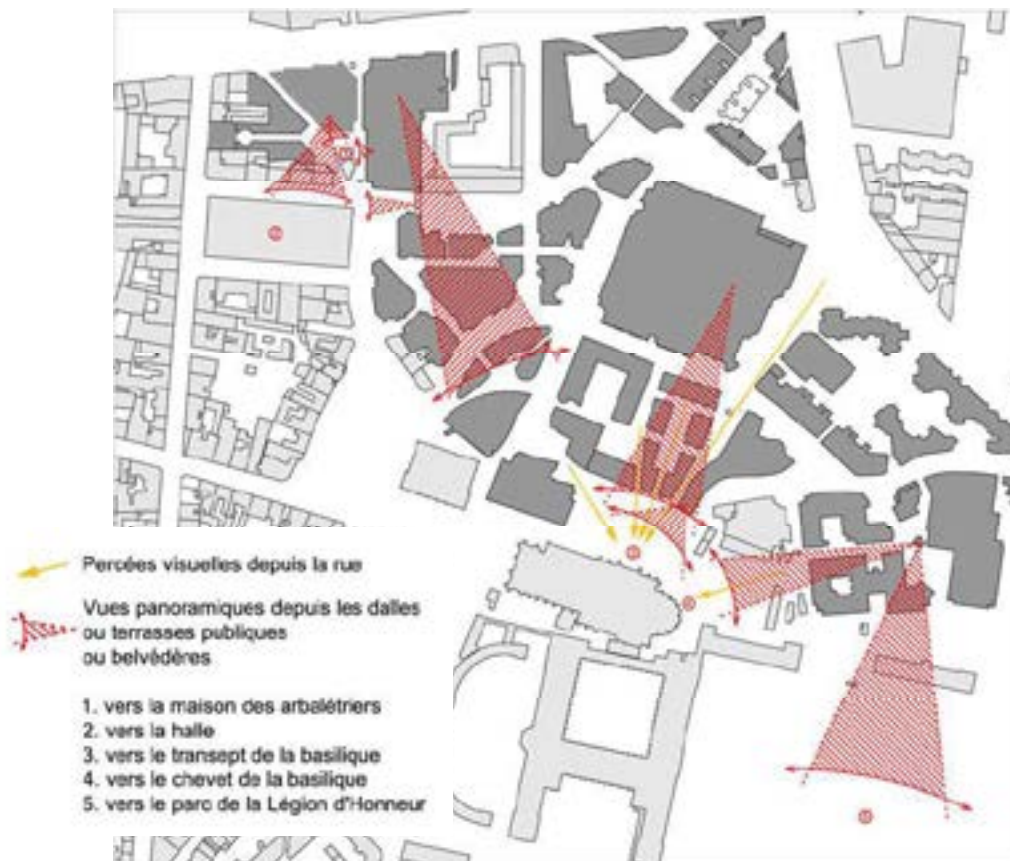 Percées visuelles depuis la rue
Vues panoramiques depuis les dalles
ou terrasses publiques
ou belvédères
1. vers la maison des arbalétriers
2. vers la halle
3. vers le transept de la basilique
4. vers le chevet de la basilique
5. vers le parc de la Légion d'Honneur